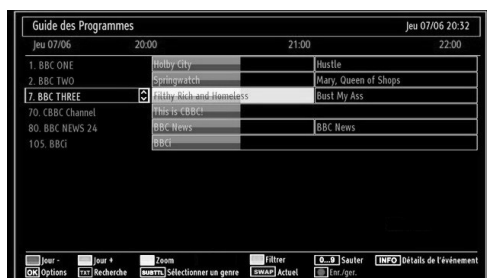 Guide des Programmes Jeu 07/06 20:32
Jeu 07/06 20:00 21:00 22:00
1. BBC ONE Holby City Hustle
2. BBC TWO Springwatch Mary, Queen of Shops
7. BBC THREE Filthy Rich and Homeless Bust My Ass
70. CBBC Channel This is CBBC!
80. BBC NEWS 24 BBC News BBC News
105. BBCi BBCi
Jour - Jour + Zoom Filtrer 0...9 Sauter INFO Détails de l'événement
OK Options TXT Recherche SUBTTL Sélectionner un genre SWAP Actuel Enr./ger.